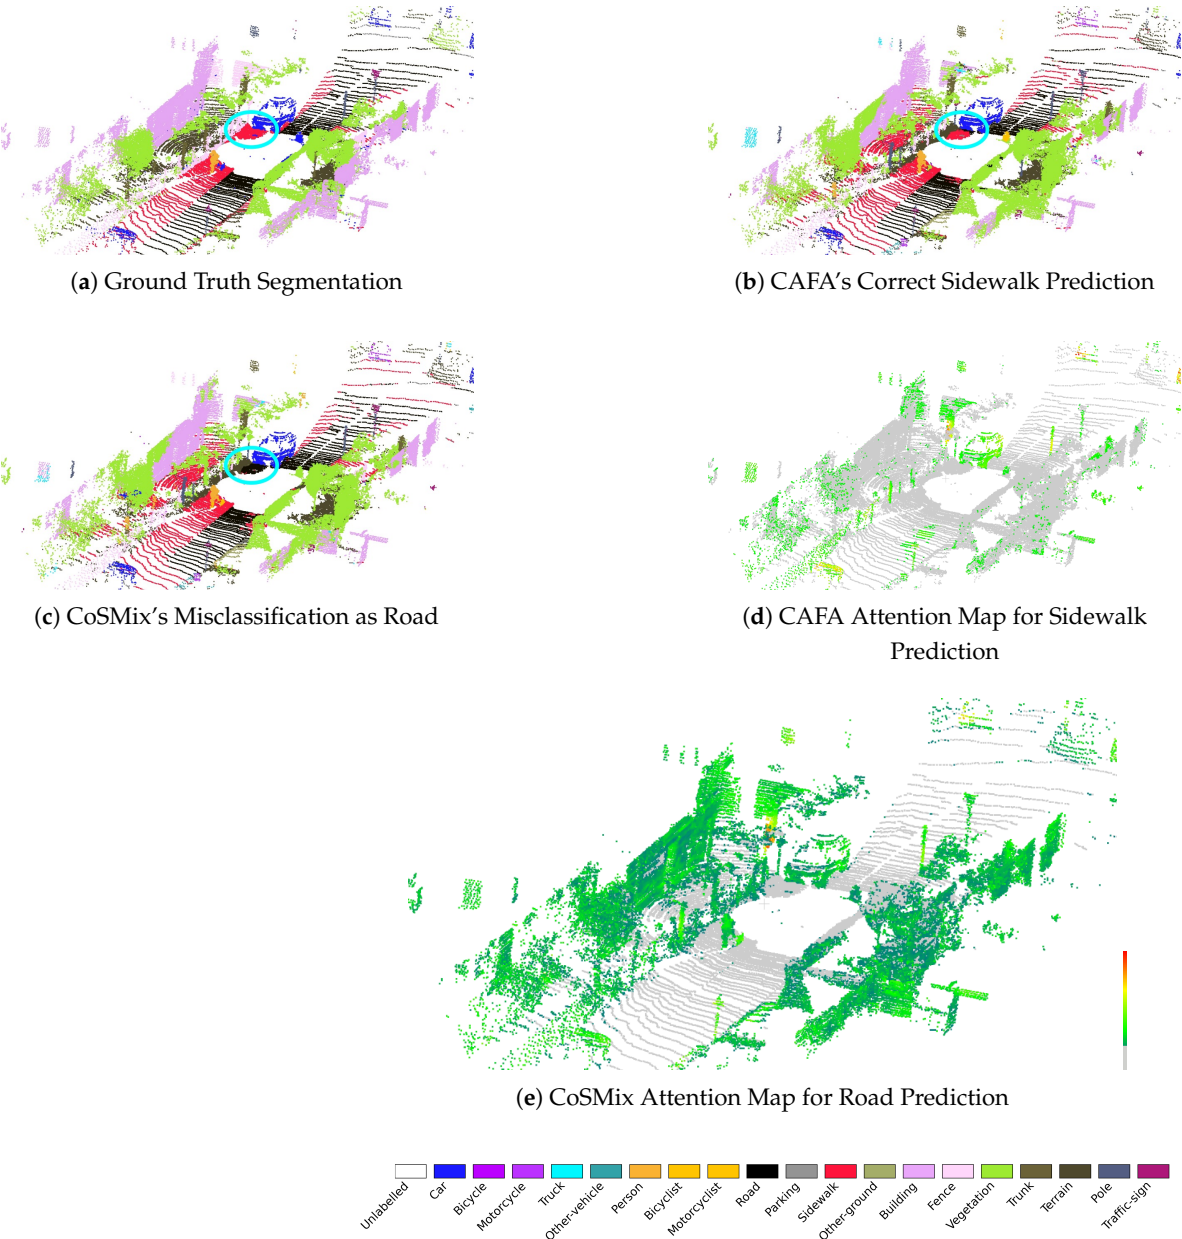 (a) Ground Truth Segmentation
(b) CAFA's Correct Sidewalk Prediction
(c) CoSMix's Misclassification as Road
(d) CAFA Attention Map for Sidewalk
Prediction
(e) CoSMix Attention Map for Road Prediction
Unlabelled
Car
Bicycle
Motorcycle
Truck
Other-vehicle
Person
Bicyclist
Motorcyclist
Road
Parking
Sidewalk
Other-ground
Building
Fence
Vegetation
Trunk
Terrain
Pole
Traffic-sign